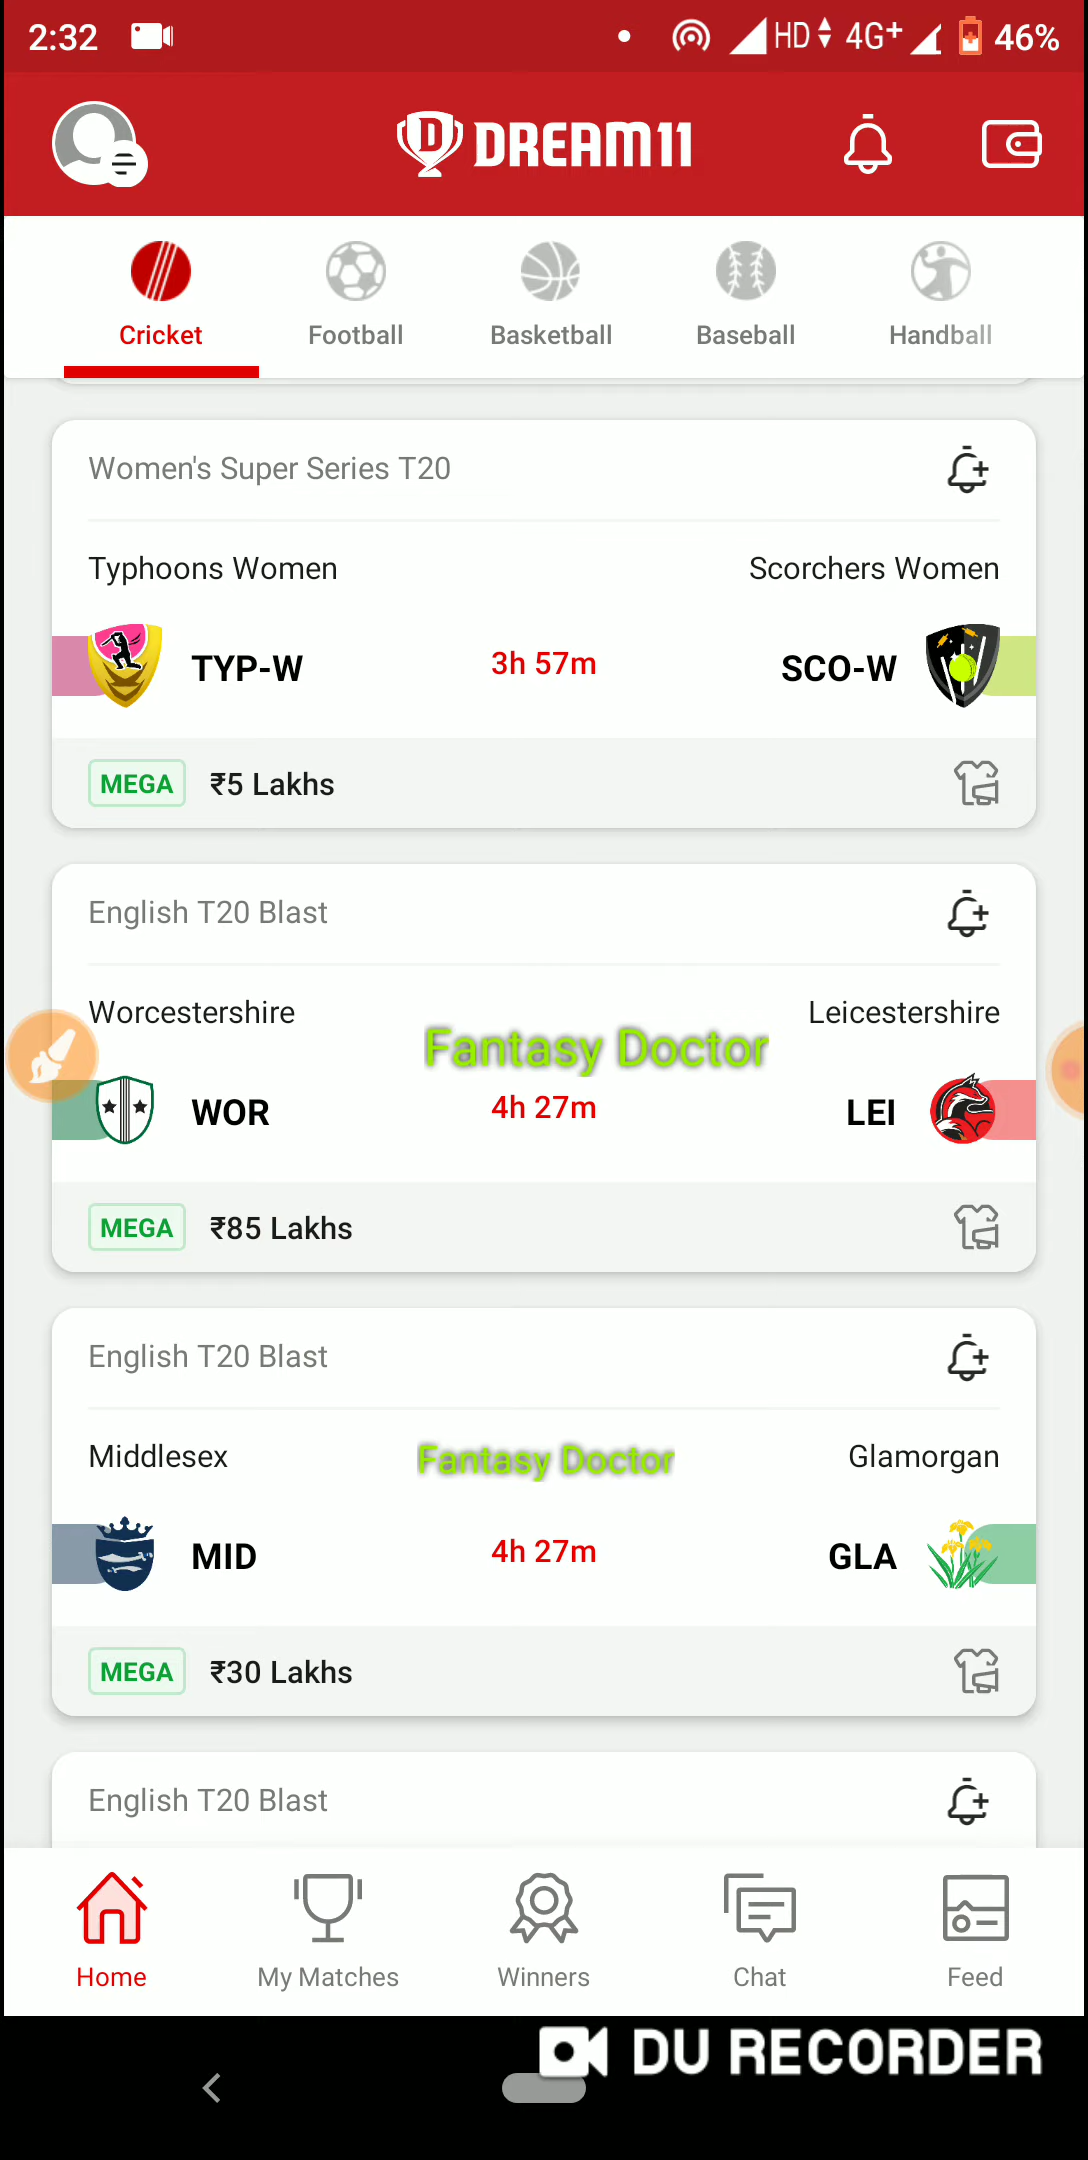 2:32 HD 4G+ 46%
DREAM11
Cricket Football Basketball Baseball Handball
Women's Super Series T20
Typhoons Women Scorchers Women
TYP-W 3h 57m SCO-W
MEGA ₹5 Lakhs
English T20 Blast
Worcestershire Leicestershire
Fantasy Doctor
WOR 4h 27m LEI
MEGA ₹85 Lakhs
English T20 Blast
Middlesex Fantasy Doctor Glamorgan
MID 4h 27m GLA
MEGA ₹30 Lakhs
English T20 Blast
Home My Matches Winners Chat Feed
DU RECORDER